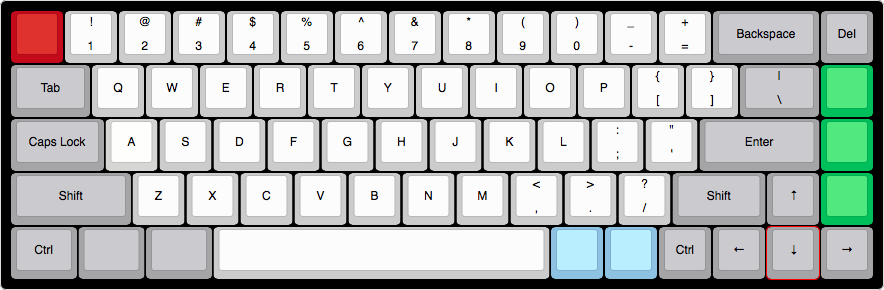 ! @ # $ % ^ & * ( ) _ + Backspace Del
1 2 3 4 5 6 7 8 9 0 - =
Tab Q W E R T Y U I O P { } |
[ ] \
Caps Lock A S D F G H J K L : " Enter
; '
Shift Z X C V B N M < > ? Shift ↑
, . /
Ctrl Ctrl ← ↓ →